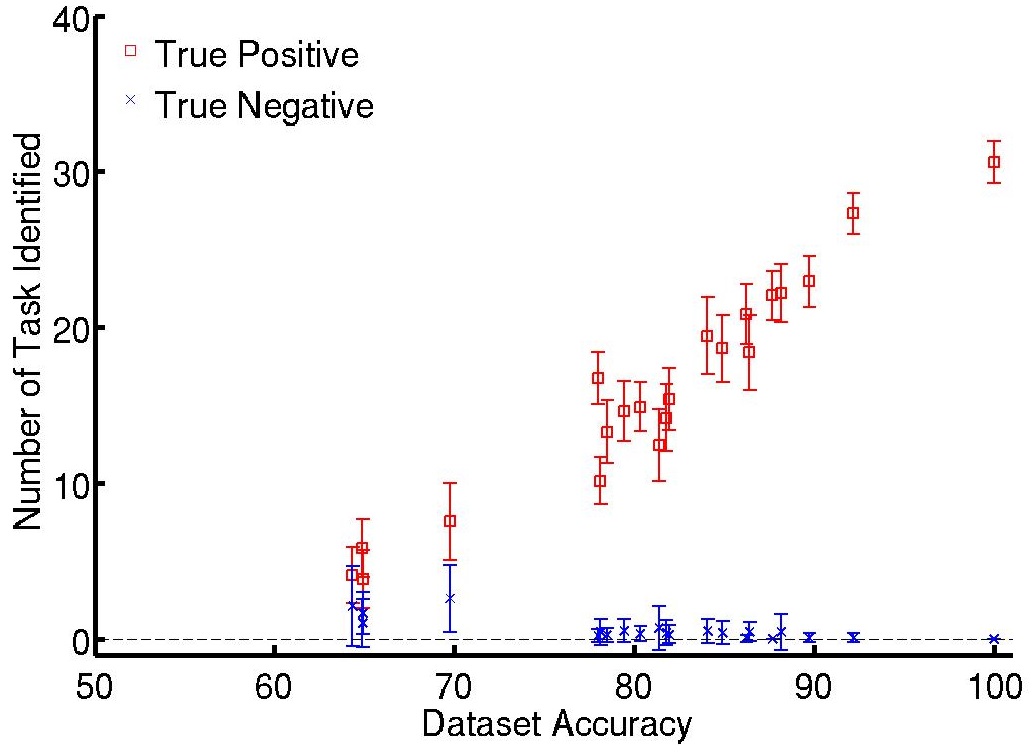 40
True Positive
True Negative
30
20
10
0
50 60 70 80 90 100
Number of Task Identified
Dataset Accuracy